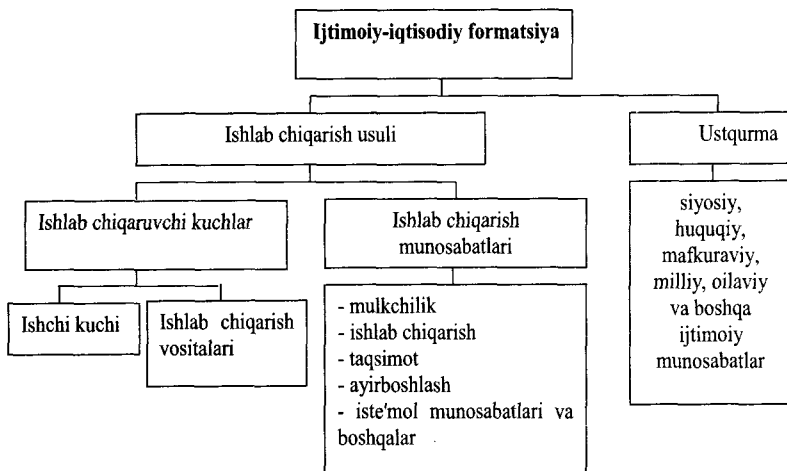 Ijtimoiy-iqtisodiy formatsiya
Ishlab chiqarish usuli
Ustqurma
Ishlab chiqaruvchi kuchlar
Ishlab chiqarish
munosabatlari
siyosiy,
huquqiy,
mafkuraviy,
milliy, oilaviy
va boshqa
ijtimoiy
munosabatlar
Ishchi kuchi
Ishlab chiqarish
vositalari
- mulkchilik
- ishlab chiqarish
- taqsimot
- ayirboshlash
- iste'mol munosabatlari va
boshqalar